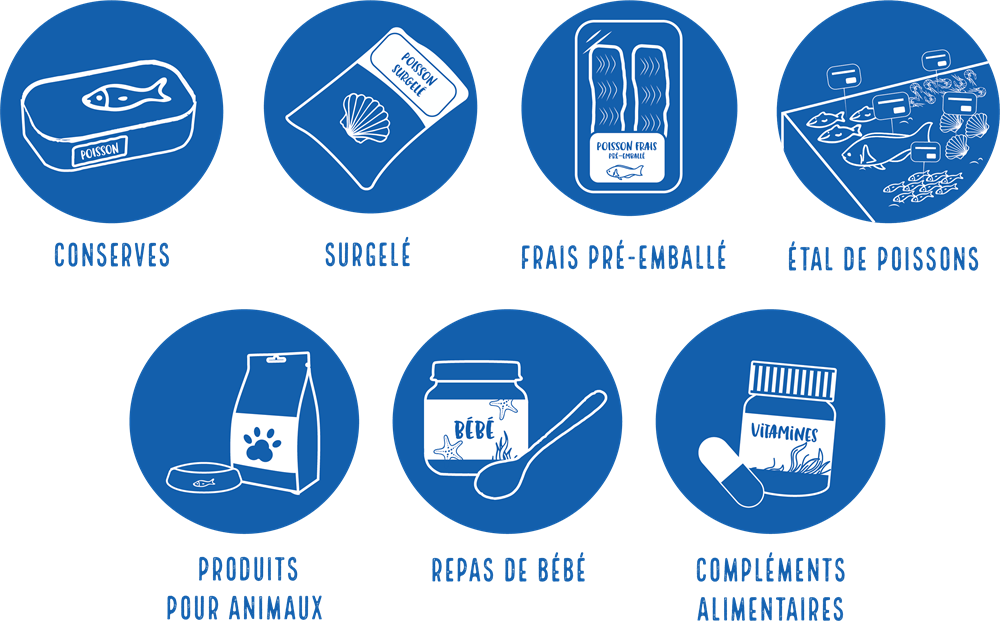 POISSON
POISSON
SURGELÉ
POISSON FRAIS
PRÉ-EMBALLÉ
CONSERVES
SURGELÉ
FRAIS PRÉ-EMBALLÉ
ÉTAL DE POISSONS
BÉBÉ
VITAMINES
PRODUITS
POUR ANIMAUX
REPAS DE BÉBÉ
COMPLÉMENTS
ALIMENTAIRES